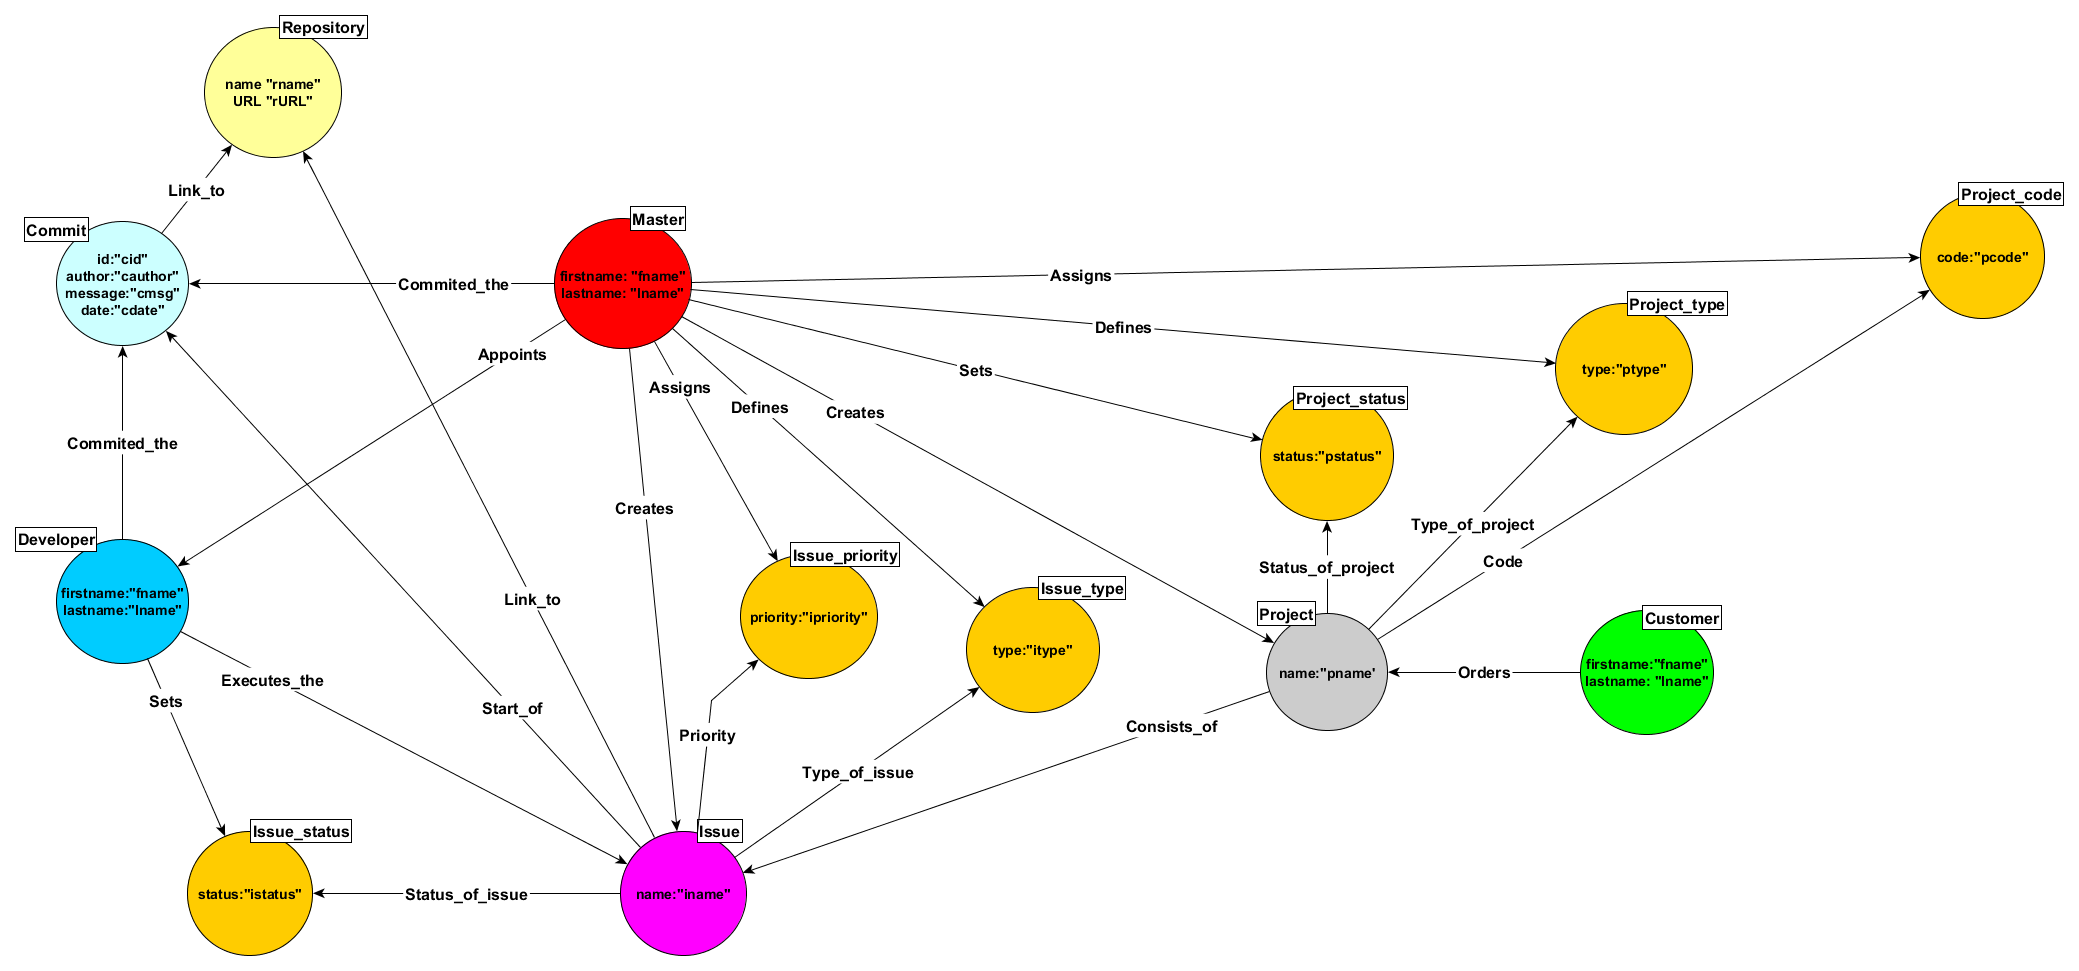 Repository
name "rname"
URL "rURL"
Link_to
Commit
id:"cid"
author:"cauthor"
message:"cmsg"
date:"cdate"
Master
firstname: "fname"
lastname: "lname"
Project_code
code:"pcode"
Commited_the
Assigns
Project_type
type:"ptype"
Defines
Appoints
Sets
Assigns
Defines
Creates
Project_status
status:"pstatus"
Commited_the
Creates
Type_of_project
Code
Status_of_project
Developer
firstname:"fname"
lastname:"lname"
Link_to
Issue_priority
priority:"ipriority"
Issue_type
type:"itype"
Project
name:"pname'
Customer
firstname:"fname"
lastname: "lname"
Orders
Executes_the
Sets
Start_of
Priority
Consists_of
Type_of_issue
Issue_status
status:"istatus"
Status_of_issue
Issue
name:"iname"